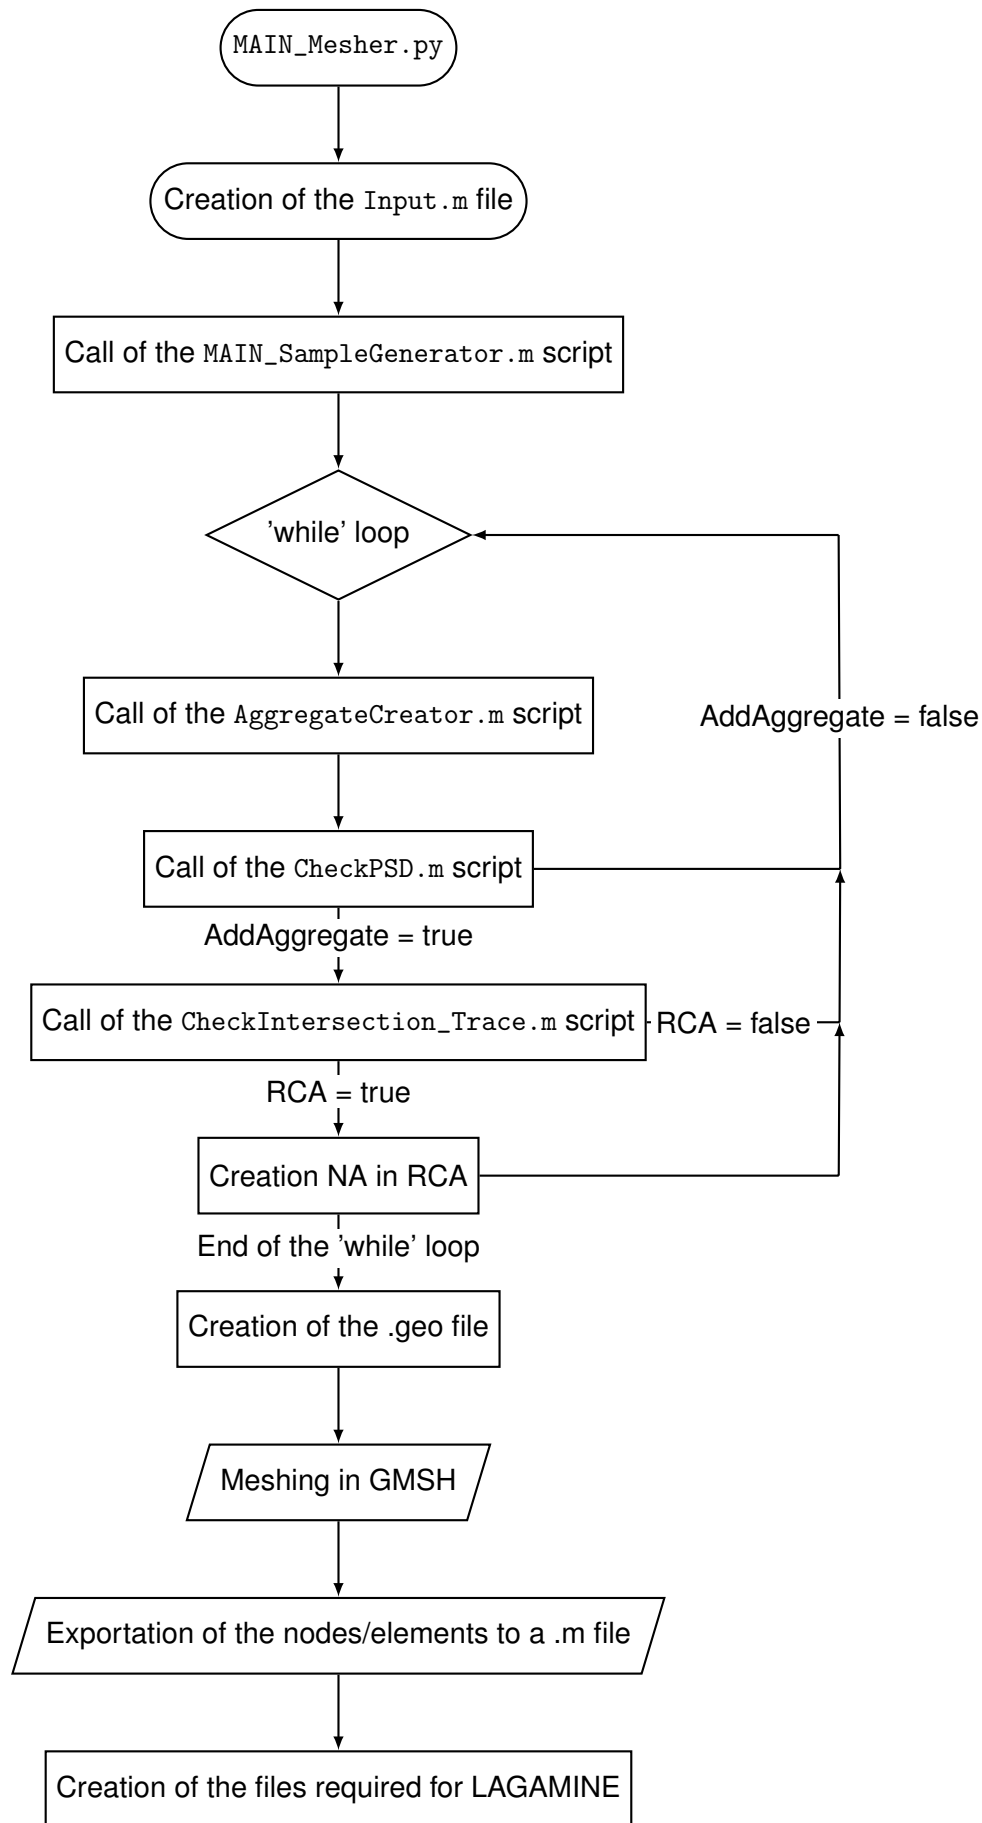 MAIN_Mesher.py
Creation of the Input.m file
Call of the MAIN_SampleGenerator.m script
'while' loop
Call of the AggregateCreator.m script
AddAggregate = false
Call of the CheckPSD.m script
AddAggregate = true
Call of the CheckIntersection_Trace.m script
RCA = false
RCA = true
Creation NA in RCA
End of the 'while' loop
Creation of the .geo file
Meshing in GMSH
Exportation of the nodes/elements to a .m file
Creation of the files required for LAGAMINE